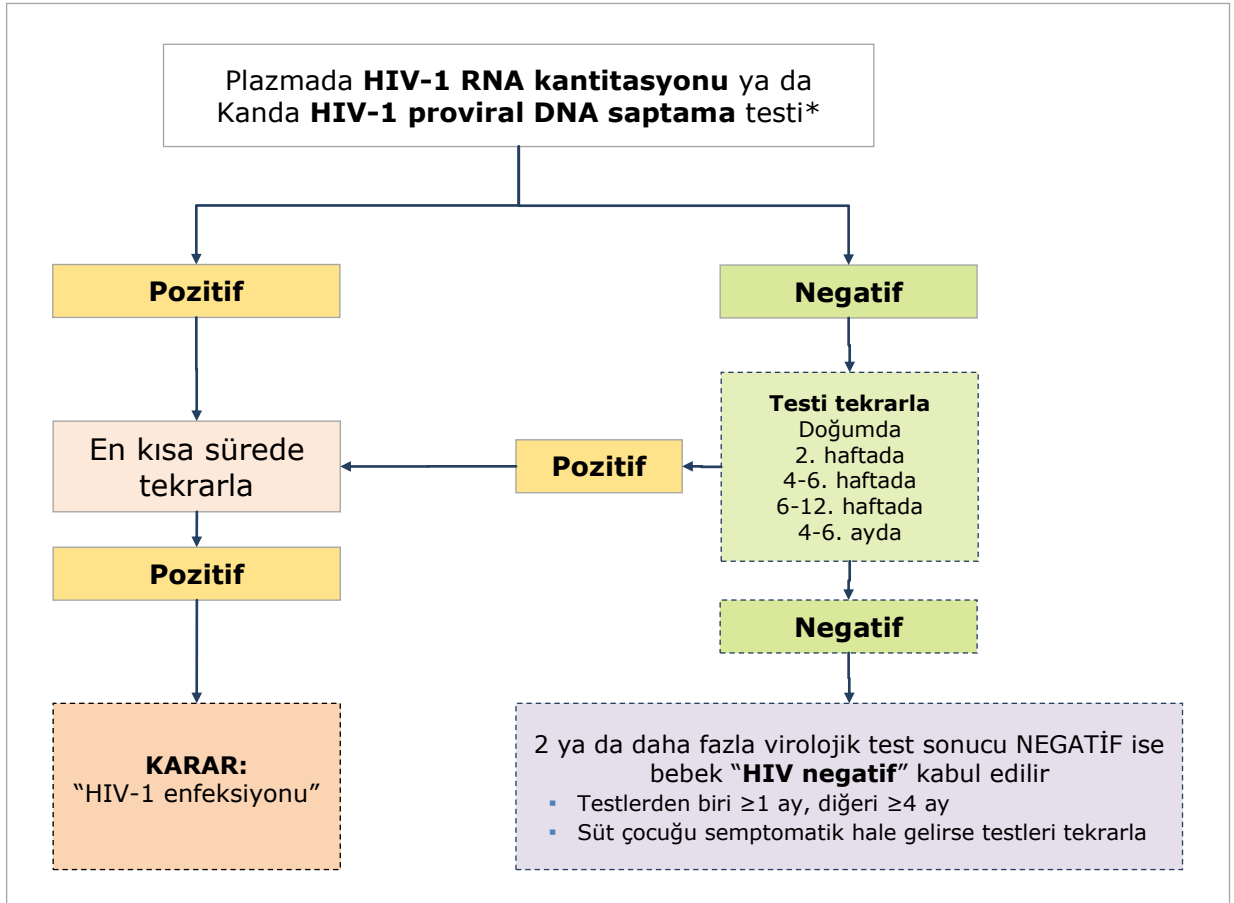 Plazmada HIV-1 RNA kantitasyonu ya da
Kanda HIV-1 proviral DNA saptama testi*
Pozitif
Negatif
En kısa sürede
tekrarla
Pozitif
Testi tekrarla
Doğumda
2. haftada
4-6. haftada
6-12. haftada
4-6. ayda
Pozitif
Negatif
KARAR:
“HIV-1 enfeksiyonu”
2 ya da daha fazla virolojik test sonucu NEGATİF ise
bebek “HIV negatif” kabul edilir
▪ Testlerden biri ≥1 ay, diğeri ≥4 ay
▪ Süt çocuğu semptomatik hale gelirse testleri tekrarla